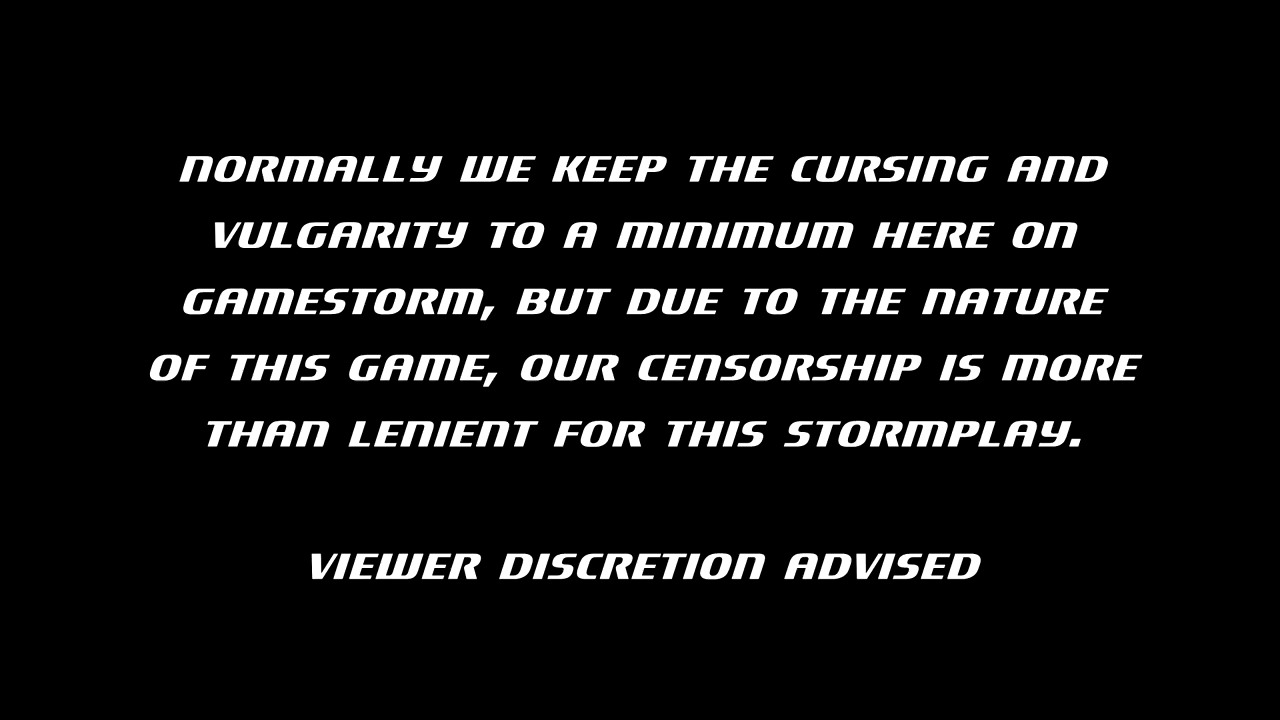 NORMALLY WE KEEP THE CURSING AND
VULGARITY TO A MINIMUM HERE ON
GAMESTORM, BUT DUE TO THE NATURE
OF THIS GAME, OUR CENSORSHIP IS MORE
THAN LENIENT FOR THIS STORMPLAY.
VIEWER DISCRETION ADVISED